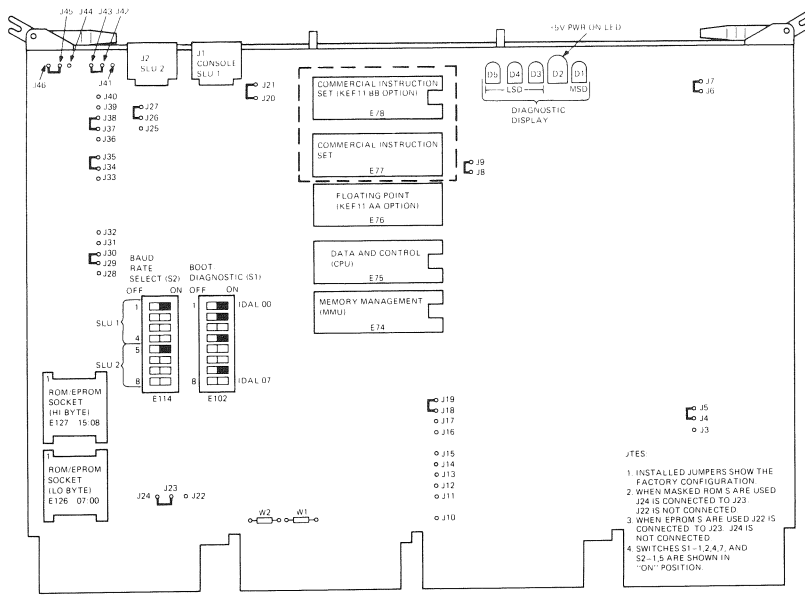 J45 J44 J43 J42
J46
J41
J2
SLU 2
J1
CONSOLE
SLU 1
J21
J20
J40
J39
J38
J37
J36
J27
J26
J25
J35
J34
J33
J32
J31
J30
J29
J28
COMMERCIAL INSTRUCTION
SET (KEF11 BB OPTION)
E78
COMMERCIAL INSTRUCTION
SET
E77
FLOATING POINT
(KEF11 AA OPTION)
E76
DATA AND CONTROL
(CPU)
E75
MEMORY MANAGEMENT
(MMU)
E74
+5V PWR ON LED
D5 D4 D3 D2 D1
LSD MSD
DIAGNOSTIC
DISPLAY
J7
J6
J9
J8
BAUD
RATE
SELECT (S2)
OFF ON
BOOT
DIAGNOSTIC (S1)
OFF ON
1
4
5
8
SLU 1
SLU 2
E114
1
8
IDAL 00
IDAL 07
E102
1
ROM/EPROM
SOCKET
(HI BYTE)
E127 15:08
1
ROM/EPROM
SOCKET
(LO BYTE)
E126 07:00
J23
J24 J22
W2 W1
J19
J18
J17
J16
J15
J14
J13
J12
J11
J10
J5
J4
J3
JTES
1. INSTALLED JUMPERS SHOW THE
FACTORY CONFIGURATION.
2. WHEN MASKED ROM S ARE USED
J24 IS CONNECTED TO J23.
J22 IS NOT CONNECTED.
3. WHEN EPROM S ARE USED J22 IS
CONNECTED TO J23. J24 IS
NOT CONNECTED
4. SWITCHES S1-1,2,4,7, AND
S2-1,5 ARE SHOWN IN
"ON" POSITION.